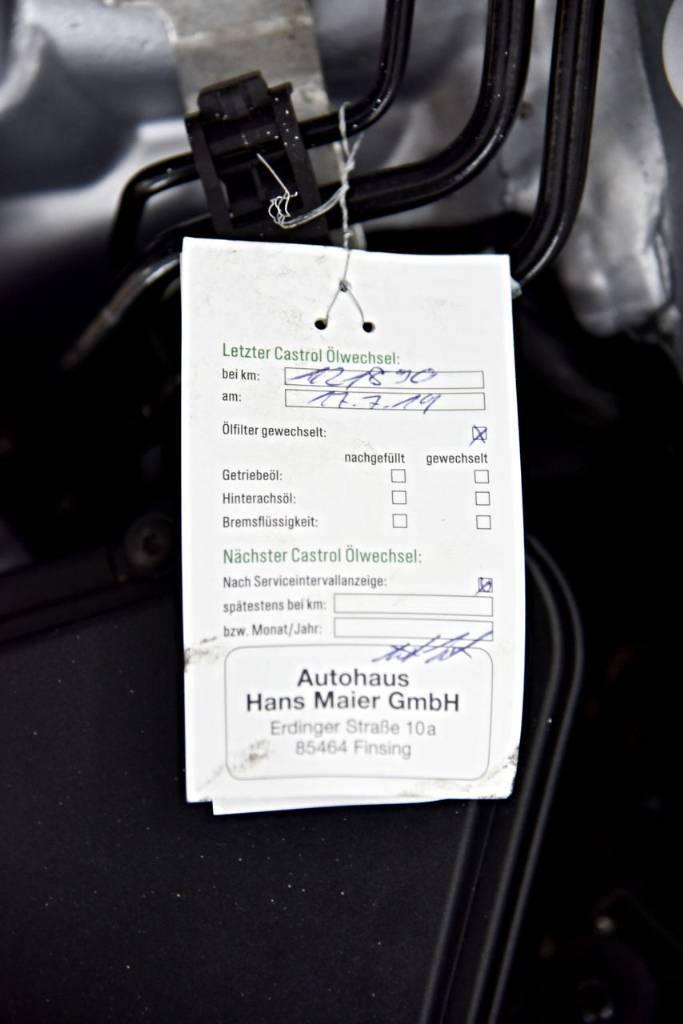 Letzter Castrol Ölwechsel:
bei km: 121890
am: 17.7.19
Ölfilter gewechselt:
nachgefüllt gewechselt
Getriebeöl:
Hinterachsöl:
Bremsflüssigkeit:
Nächster Castrol Ölwechsel:
Nach Serviceintervallanzeige:
spätestens bei km:
bzw. Monat/Jahr:
Autohaus
Hans Maier GmbH
Erdinger Straße 10a
85464 Finsing